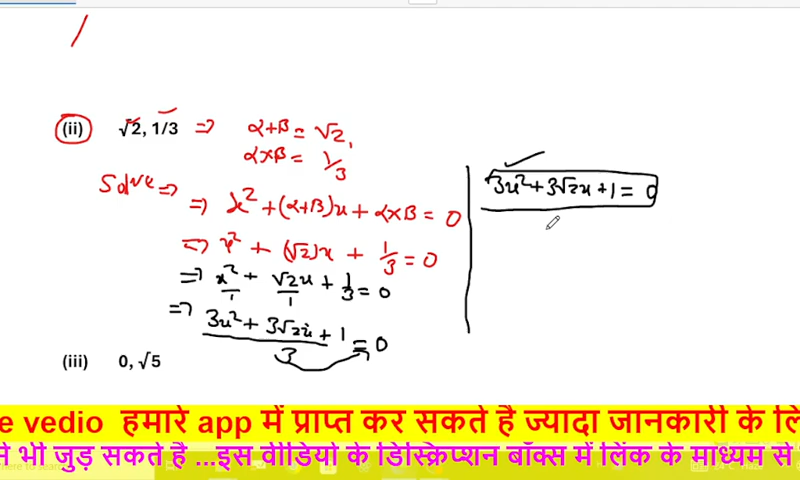 (ii) √2, 1/3 => α+β = √2,
α×β = 1/3
Solve =>
=> x² + (α+β)x + α×β = 0
=> x² + (√2)x + 1/3 = 0
=> x²/1 + √2x/1 + 1/3 = 0
=> 3x² + 3√2x + 1 / 3 = 0
3x² + 3√2x + 1 = 0
(iii) 0, √5
e vedio हमारे app में प्राप्त कर सकते है ज्यादा जानकारी के लि
से भी जुड़ सकते है ...इस वीडियो के डिस्क्रिप्शन बॉक्स में लिंक के माध्यम से